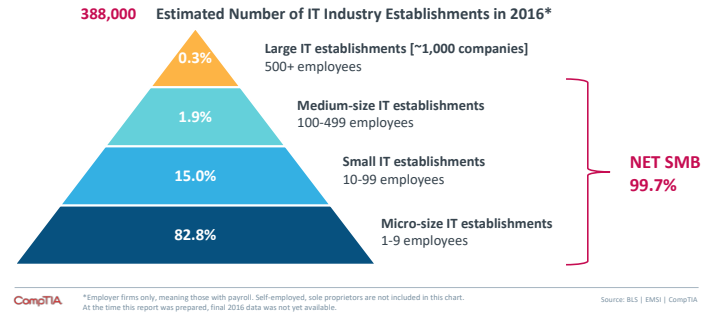 388,000 Estimated Number of IT Industry Establishments in 2016*
0.3%
Large IT establishments [~1,000 companies]
500+ employees
1.9%
Medium-size IT establishments
100-499 employees
15.0%
Small IT establishments
10-99 employees
82.8%
Micro-size IT establishments
1-9 employees
NET SMB
99.7%
CompTIA
*Employer firms only, meaning those with payroll. Self-employed, sole proprietors are not included in this chart.
At the time this report was prepared, final 2016 data was not yet available.
Source: BLS | EMSI | CompTIA